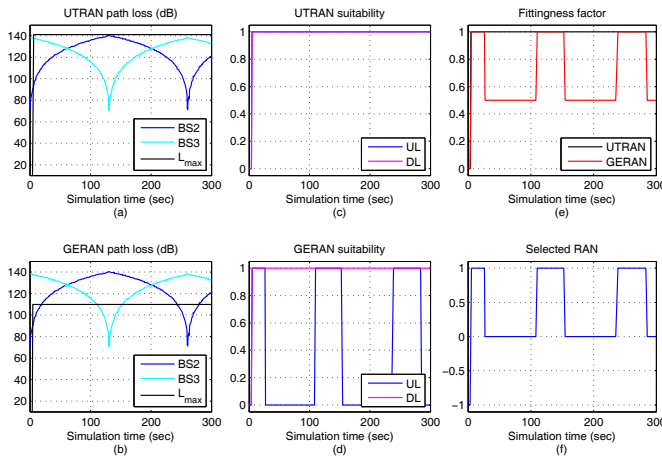 UTRAN path loss (dB)
140
120
100
80
60
40
20
BS2
BS3
L_max
0
100
200
300
Simulation time (sec)
(a)
UTRAN suitability
1
0.8
0.6
0.4
0.2
0
UL
DL
0
100
200
300
Simulation time (sec)
(c)
Fittingness factor
1
0.8
0.6
0.4
0.2
0
UTRAN
GERAN
0
100
200
300
Simulation time (sec)
(e)
GERAN path loss (dB)
140
120
100
80
60
40
20
BS2
BS3
L_max
0
100
200
300
Simulation time (sec)
(b)
GERAN suitability
1
0.8
0.6
0.4
0.2
0
UL
DL
0
100
200
300
Simulation time (sec)
(d)
Selected RAN
1
0.5
0
−0.5
−1
0
100
200
300
Simulation time (sec)
(f)